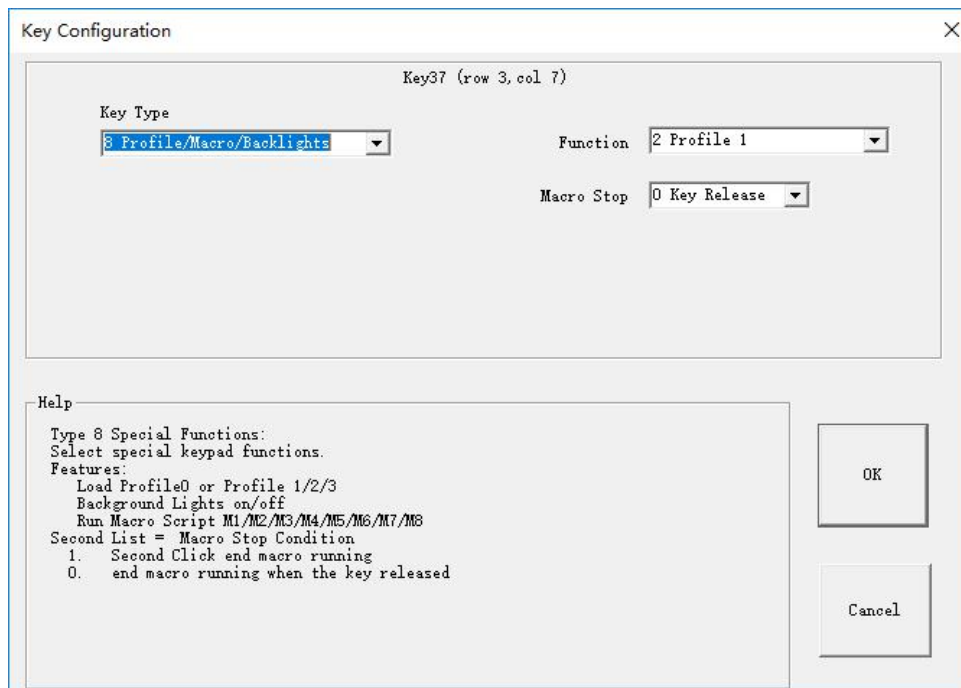 Key Configuration
Key37 (row 3,col 7)
Key Type
8 Profile/Macro/Backlights
Function
2 Profile 1
Macro Stop
0 Key Release
Help
Type 8 Special Functions:
Select special keypad functions.
Features:
Load Profile0 or Profile 1/2/3
Background Lights on/off
Run Macro Script M1/M2/M3/M4/M5/M6/M7/M8
Second List = Macro Stop Condition
1. Second Click end macro running
0. end macro running when the key released
OK
Cancel